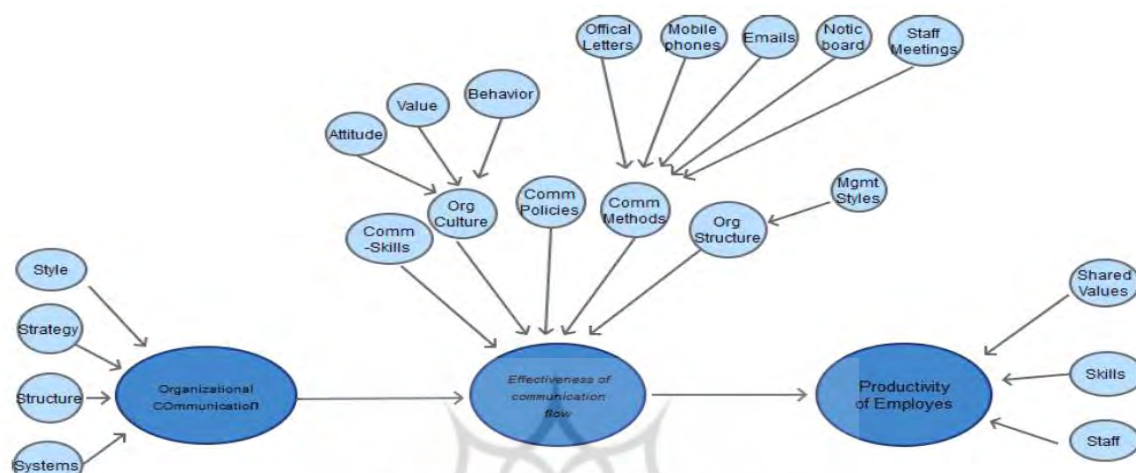 Offical
Letters
Mobile
phones
Emails
Notic
board
Staff
Meetings
Behavior
Value
Attitude
Mgmt
Styles
Comm
Policies
Comm
Methods
Org
Culture
Org
Structure
Comm
-Skills
Style
Shared
Values
Strategy
Organizational
COmmunication
Effectiveness of
communication
flow
Productivity
of Employes
Skills
Structure
Staff
Systems